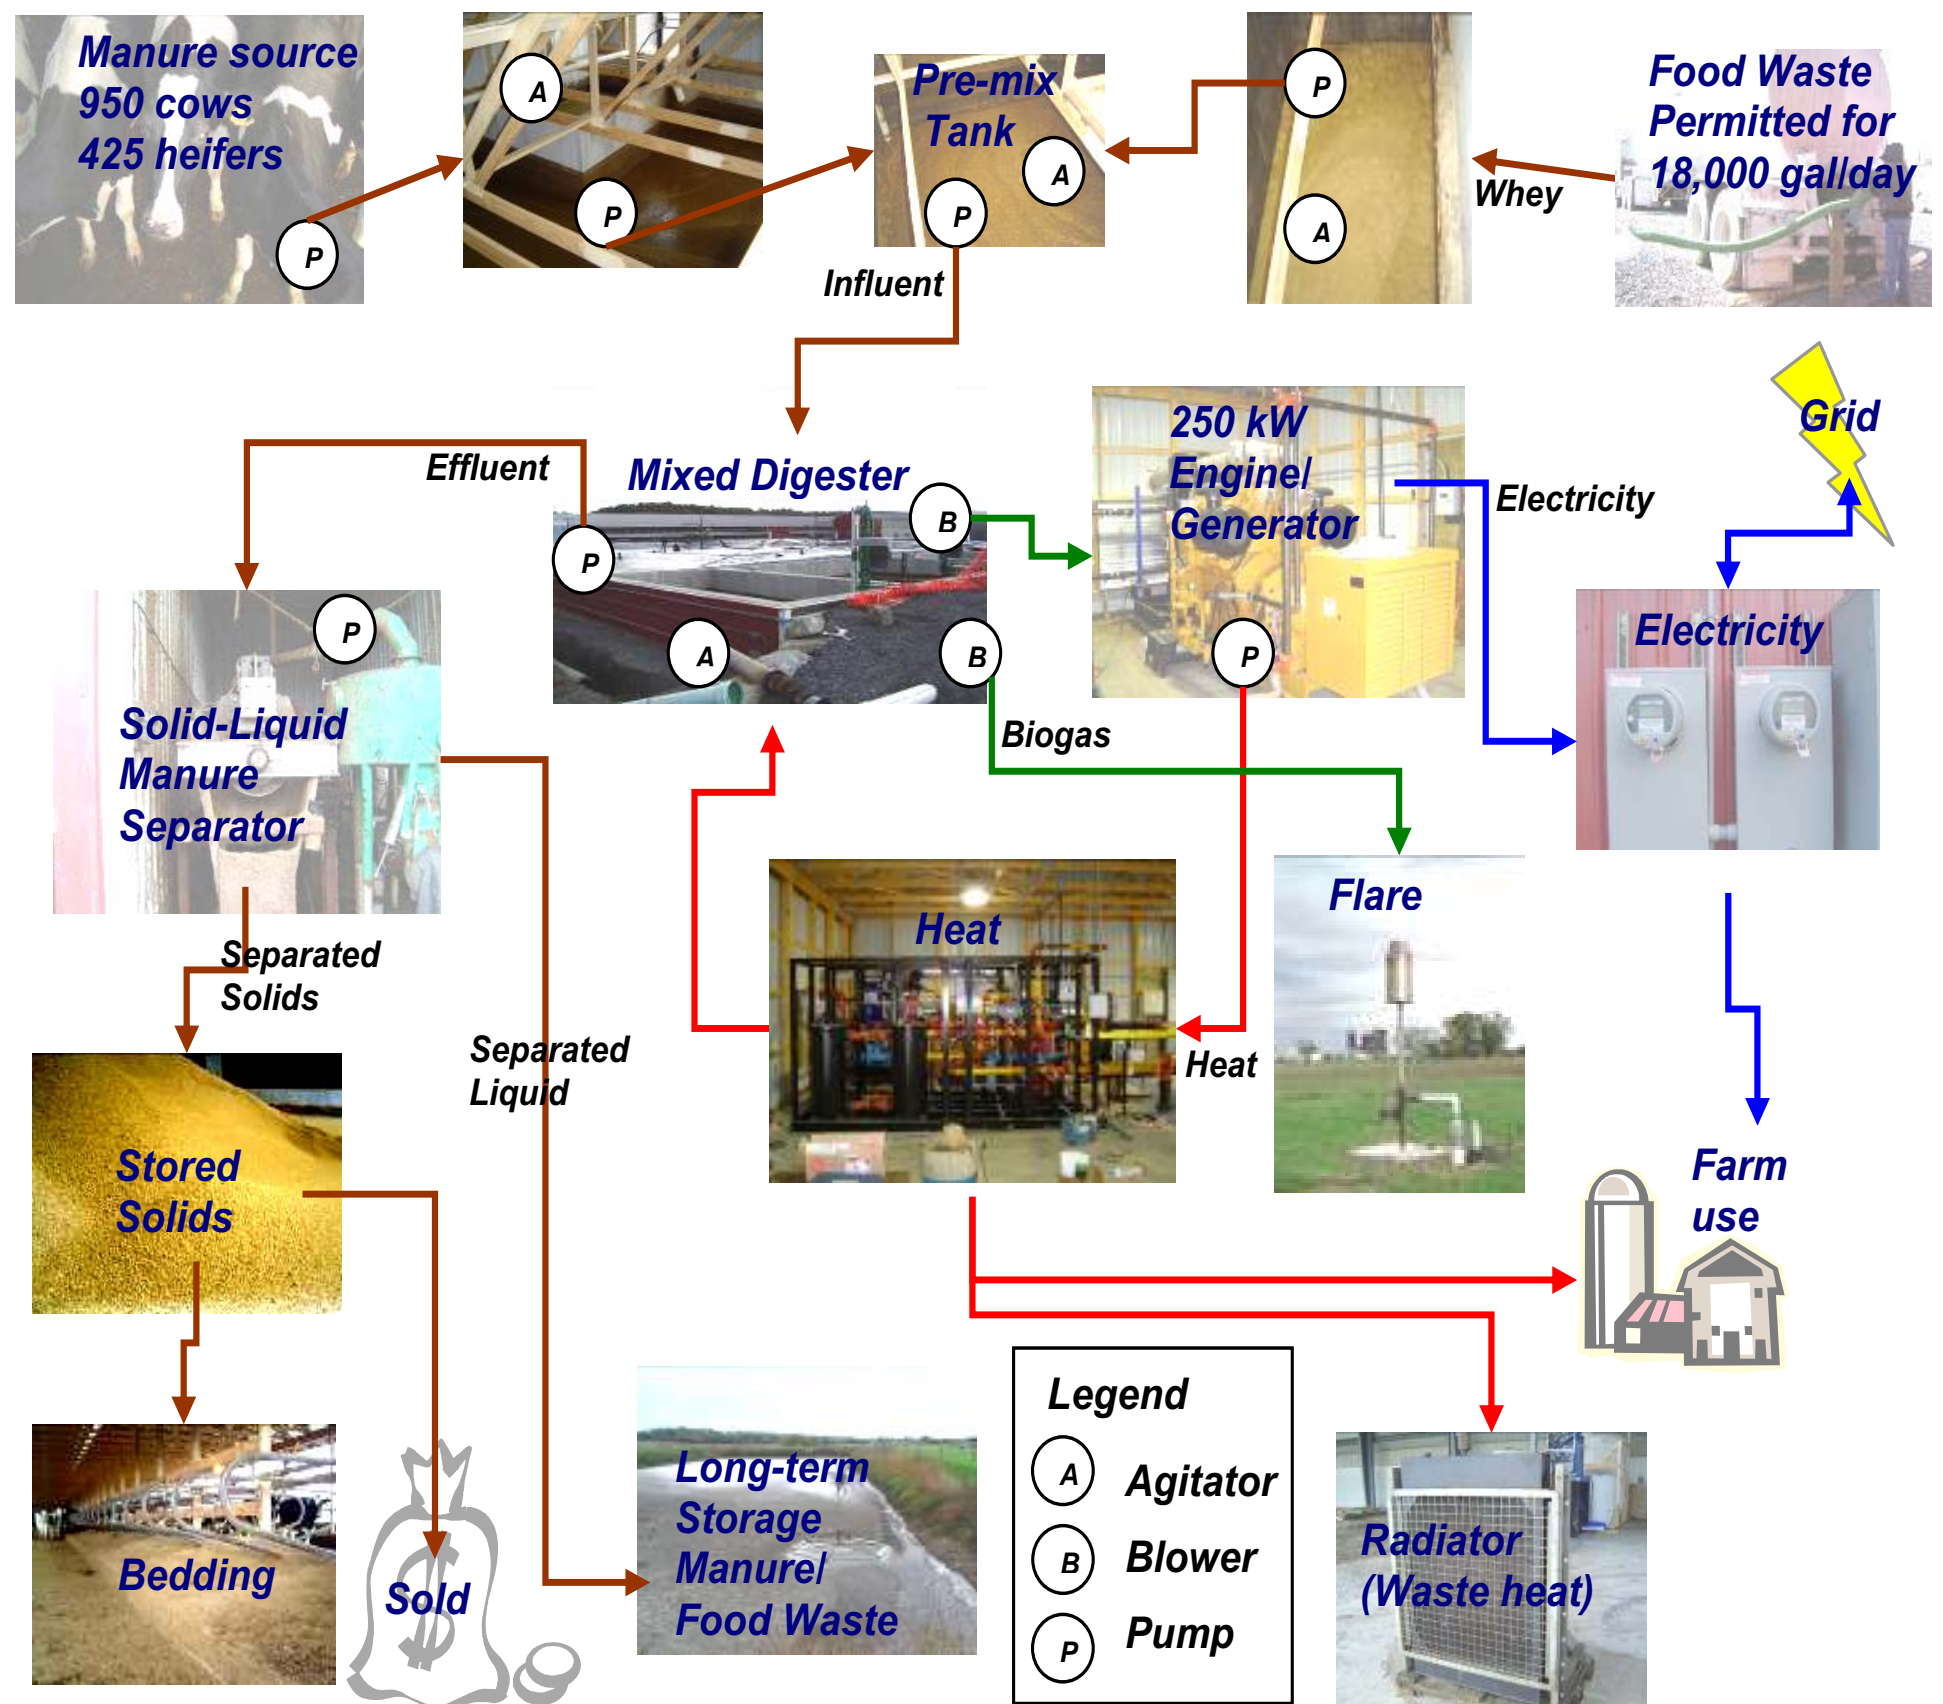 Manure source
950 cows
425 heifers
P
A
P
Pre-mix
Tank
A
P
P
A
Whey
Food Waste
Permitted for
18,000 gal/day
Influent
Grid
Effluent
Mixed Digester
B
P
A
B
250 kW
Engine/
Generator
P
Electricity
Electricity
P
Solid-Liquid
Manure
Separator
Biogas
Separated
Solids
Heat
Flare
Separated
Liquid
Heat
Stored
Solids
Farm
use
Bedding
Sold
Long-term
Storage
Manure/
Food Waste
Legend
A Agitator
B Blower
P Pump
Radiator
(Waste heat)